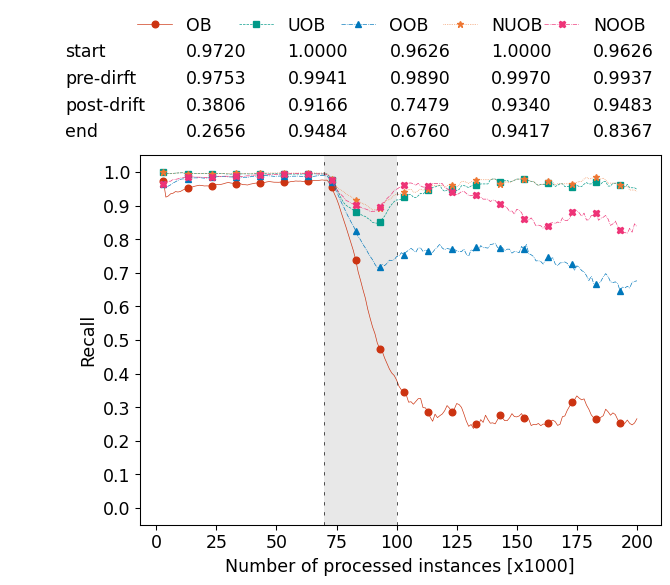 OB UOB OOB NUOB NOOB
start 0.9720 1.0000 0.9626 1.0000 0.9626
pre-dirft 0.9753 0.9941 0.9890 0.9970 0.9937
post-drift 0.3806 0.9166 0.7479 0.9340 0.9483
end 0.2656 0.9484 0.6760 0.9417 0.8367
1.0
0.9
0.8
0.7
0.6
0.5
0.4
0.3
0.2
0.1
0.0
Recall
0 25 50 75 100 125 150 175 200
Number of processed instances [x1000]